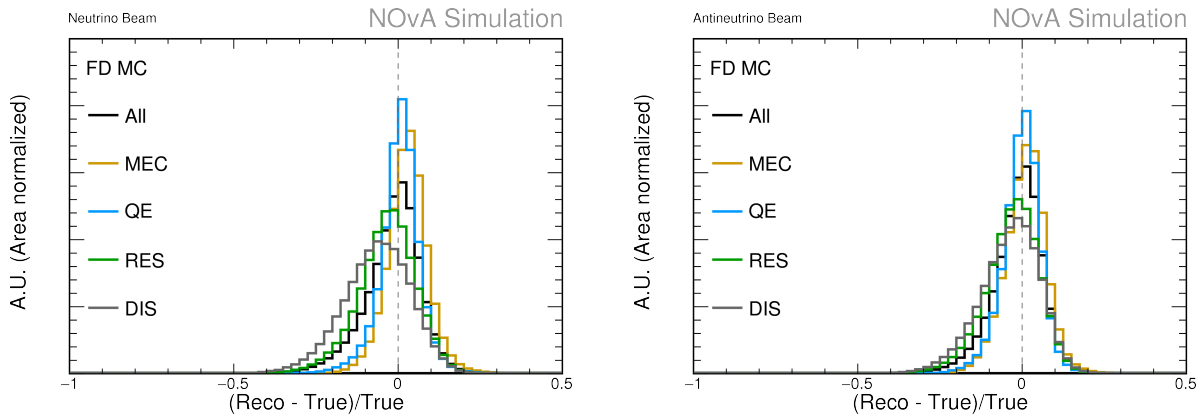 Neutrino Beam
NOvA Simulation
FD MC
All
MEC
QE
RES
DIS
A.U. (Area normalized)
−1
−0.5
0
0.5
(Reco - True)/True
Antineutrino Beam
NOvA Simulation
FD MC
All
MEC
QE
RES
DIS
A.U. (Area normalized)
−1
−0.5
0
0.5
(Reco - True)/True